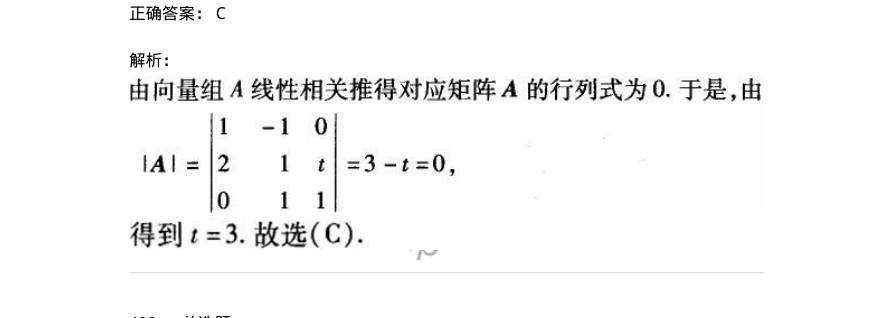 正确答案： C
解析：
由向量组 A 线性相关推得对应矩阵 A 的行列式为 0. 于是,由
|A| = |1 -1 0; 2 1 t; 0 1 1| = 3 - t = 0,
得到 t = 3. 故选(C).